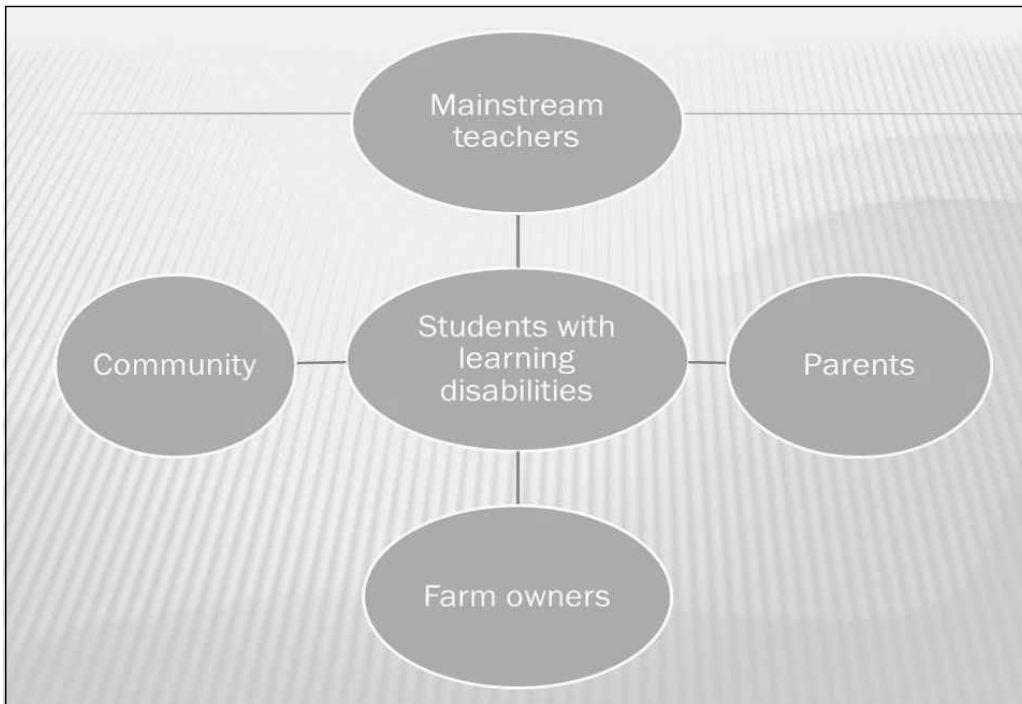 Mainstream
teachers
Community
Students with
learning
disabilities
Parents
Farm owners